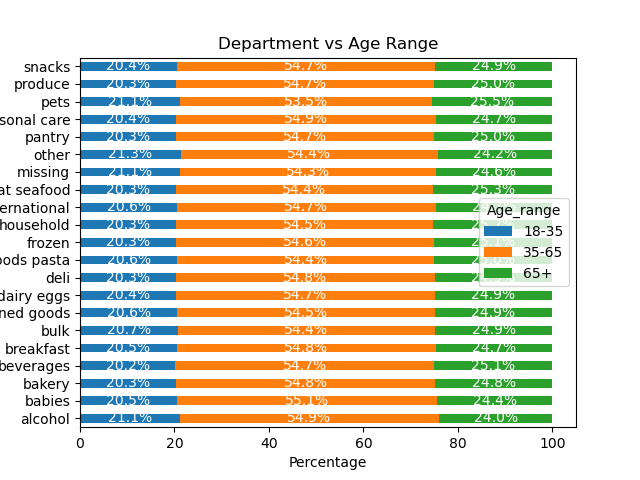 Department vs Age Range
snacks 20.4% 54.7% 24.9%
produce 20.3% 54.7% 25.0%
pets 21.1% 53.5% 25.5%
sonal care 20.4% 54.9% 24.7%
pantry 20.3% 54.7% 25.0%
other 21.3% 54.4% 24.2%
missing 21.1% 54.3% 24.6%
at seafood 20.3% 54.4% 25.3%
ernational 20.6% 54.7%
household 20.3% 54.5%
frozen 20.3% 54.6% 25.1%
oods pasta 20.6% 54.4%
deli 20.3% 54.8%
dairy eggs 20.4% 54.7% 24.9%
ned goods 20.6% 54.5% 24.9%
bulk 20.7% 54.4% 24.9%
breakfast 20.5% 54.8% 24.7%
beverages 20.2% 54.7% 25.1%
bakery 20.3% 54.8% 24.8%
babies 20.5% 55.1% 24.4%
alcohol 21.1% 54.9% 24.0%
Age_range
18-35
35-65
65+
0 20 40 60 80 100
Percentage